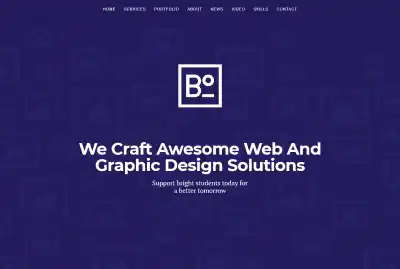 HOME SERVICES PORTFOLIO ABOUT NEWS VIDEO SKILLS CONTACT
Bo
We Craft Awesome Web And
Graphic Design Solutions
Support bright students today for
a better tomorrow